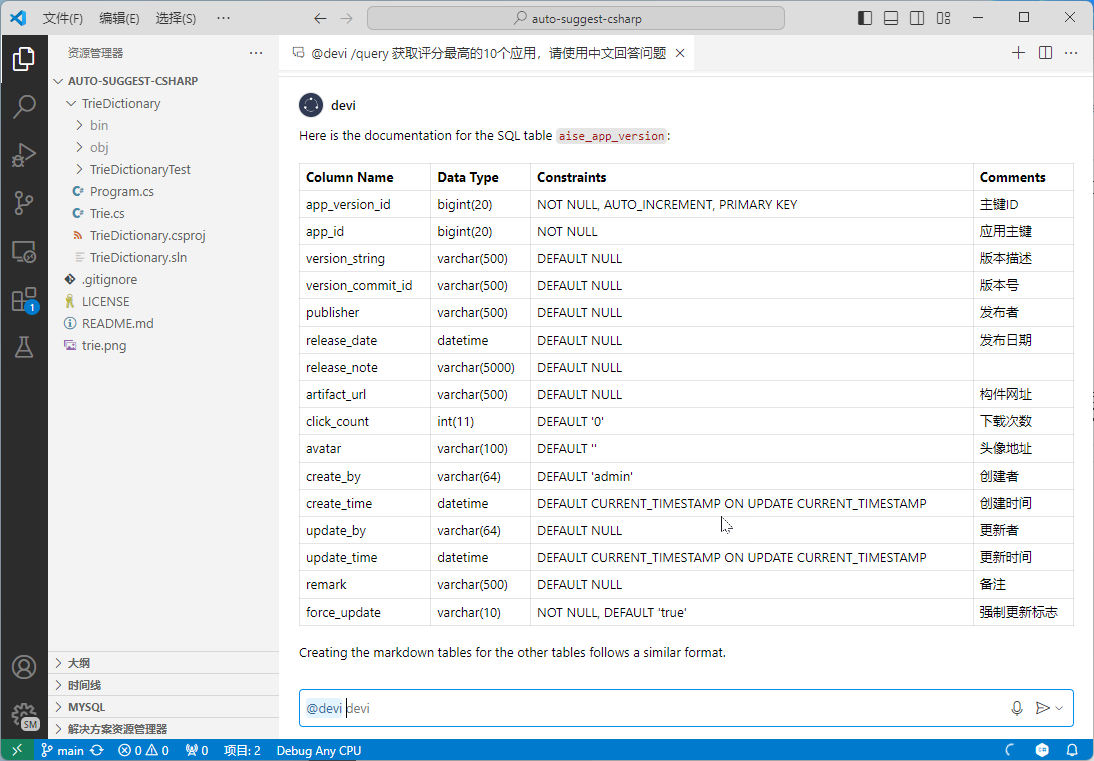 文件(F) 编辑(E) 选择(S) ··· auto-suggest-csharp
资源管理器 ···
AUTO-SUGGEST-CSHARP
TrieDictionary
bin
obj
TrieDictionaryTest
C# Program.cs
C# Trie.cs
TrieDictionary.csproj
TrieDictionary.sln
.gitignore
LICENSE
README.md
trie.png
1
SM
大纲
时间线
MYSQL
解决方案资源管理器
@devi /query 获取评分最高的10个应用，请使用中文回答问题
devi
Here is the documentation for the SQL table aise_app_version:
Column Name Data Type Constraints Comments
app_version_id bigint(20) NOT NULL, AUTO_INCREMENT, PRIMARY KEY 主键ID
app_id bigint(20) NOT NULL 应用主键
version_string varchar(500) DEFAULT NULL 版本描述
version_commit_id varchar(500) DEFAULT NULL 版本号
publisher varchar(500) DEFAULT NULL 发布者
release_date datetime DEFAULT NULL 发布日期
release_note varchar(5000) DEFAULT NULL
artifact_url varchar(500) DEFAULT NULL 构件网址
click_count int(11) DEFAULT '0' 下载次数
avatar varchar(100) DEFAULT '' 头像地址
create_by varchar(64) DEFAULT 'admin' 创建者
create_time datetime DEFAULT CURRENT_TIMESTAMP ON UPDATE CURRENT_TIMESTAMP 创建时间
update_by varchar(64) DEFAULT NULL 更新者
update_time datetime DEFAULT CURRENT_TIMESTAMP ON UPDATE CURRENT_TIMESTAMP 更新时间
remark varchar(500) DEFAULT NULL 备注
force_update varchar(10) NOT NULL, DEFAULT 'true' 强制更新标志
Creating the markdown tables for the other tables follows a similar format.
@devi devi
main 0 0 0 项目: 2 Debug Any CPU